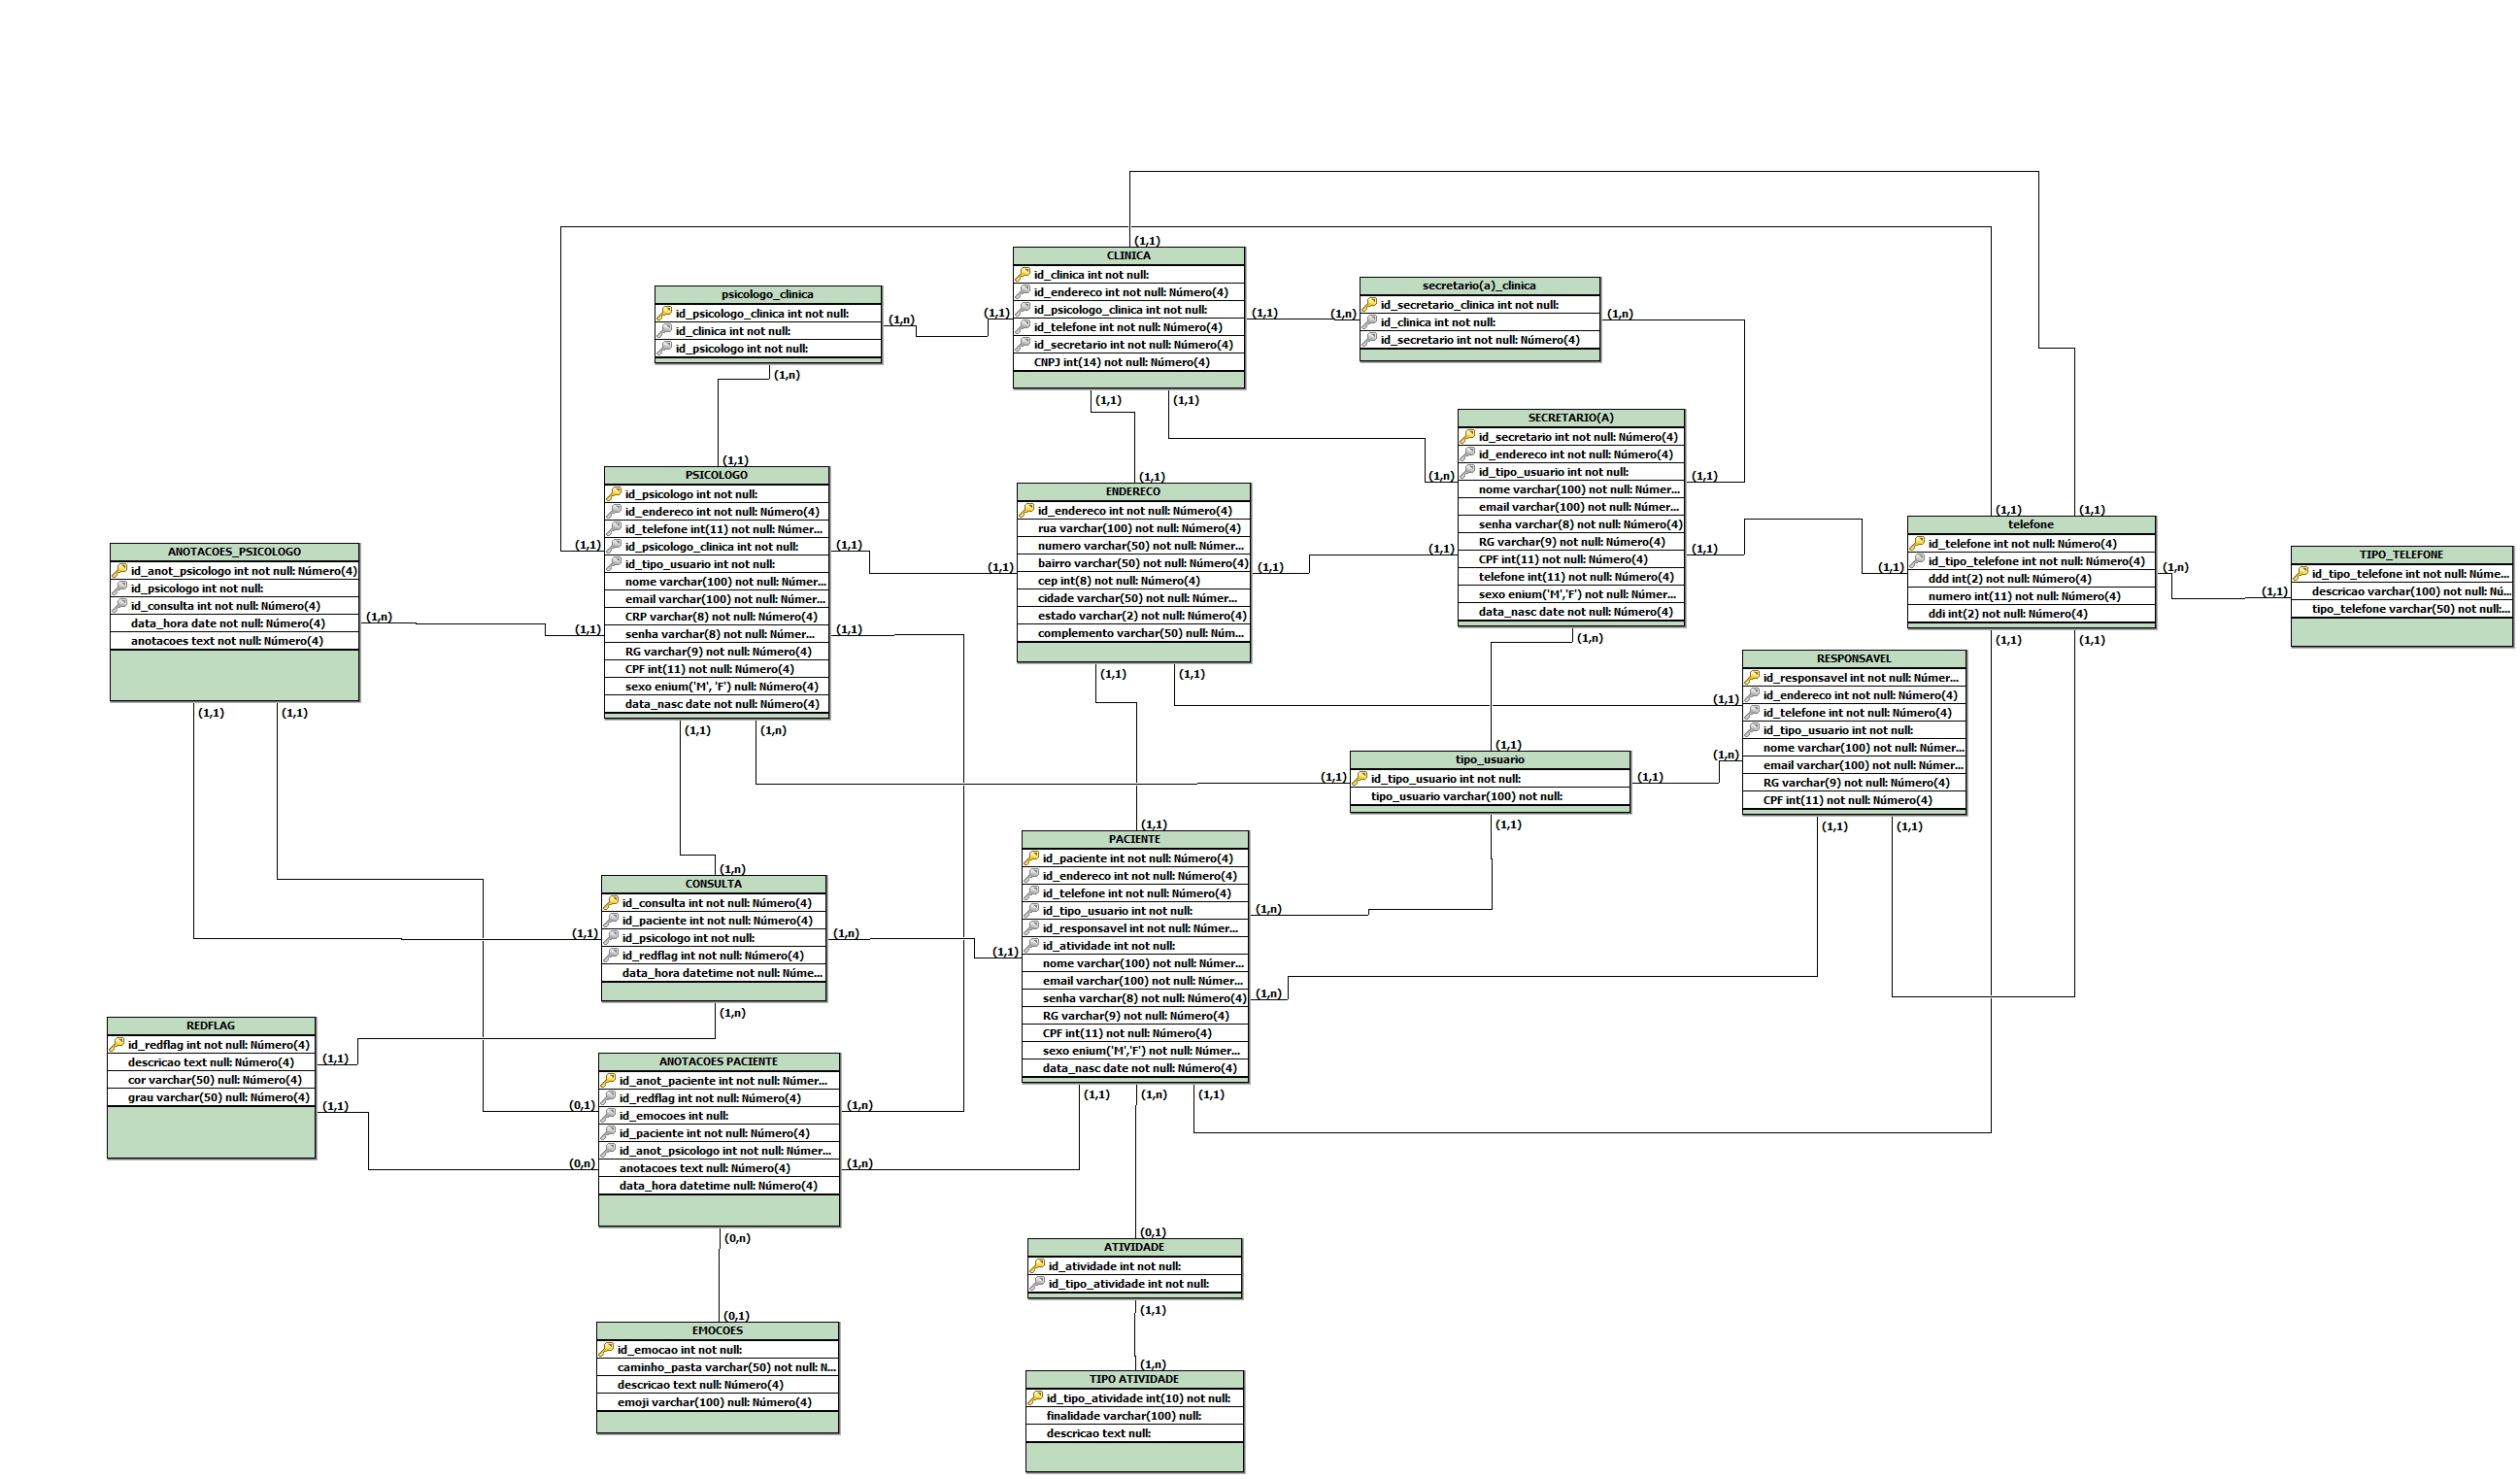 (1,1)
CLINICA
id_clinica int not null:
id_endereco int not null: Número(4)
id_psicologo_clinica int not null:
id_telefone int not null: Número(4)
id_secretario int not null: Número(4)
CNPJ int(14) not null: Número(4)
(1,1)
(1,1)
(1,1)
(1,1)
psicologo_clinica
id_psicologo_clinica int not null:
id_clinica int not null:
id_psicologo int not null:
(1,n)
(1,n)
secretario(a)_clinica
id_secretario_clinica int not null:
id_clinica int not null:
id_secretario int not null: Número(4)
(1,n)
(1,n)
SECRETARIO(A)
id_secretario int not null: Número(4)
id_endereco int not null: Número(4)
id_tipo_usuario int not null:
nome varchar(100) not null: Númer...
email varchar(100) not null: Númer...
senha varchar(8) not null: Número(4)
RG varchar(9) not null: Número(4)
CPF int(11) not null: Número(4)
telefone int(11) not null: Número(4)
sexo enium('M','F') not null: Númer...
data_nasc date not null: Número(4)
(1,n)
(1,1)
(1,1)
(1,1)
(1,n)
(1,1)
PSICOLOGO
id_psicologo int not null:
id_endereco int not null: Número(4)
id_telefone int(11) not null: Númer...
id_psicologo_clinica int not null:
id_tipo_usuario int not null:
nome varchar(100) not null: Númer...
email varchar(100) not null: Númer...
CRP varchar(8) not null: Número(4)
senha varchar(8) not null: Númer...
RG varchar(9) not null: Número(4)
CPF int(11) not null: Número(4)
sexo enium('M', 'F') null: Número(4)
data_nasc date not null: Número(4)
(1,1)
(1,1)
(1,1)
(1,1)
(1,1)
(1,n)
(1,1)
ENDERECO
id_endereco int not null: Número(4)
rua varchar(100) not null: Número(4)
numero varchar(50) not null: Númer...
bairro varchar(50) not null: Número(4)
cep int(8) not null: Número(4)
cidade varchar(50) not null: Númer...
estado varchar(2) not null: Número(4)
complemento varchar(50) null: Núm...
(1,1)
(1,1)
(1,1)
(1,1)
(1,1)
(1,1)
telefone
id_telefone int not null: Número(4)
id_tipo_telefone int not null: Número(4)
ddd int(2) not null: Número(4)
numero int(11) not null: Número(4)
ddi int(2) not null: Número(4)
(1,1)
(1,n)
(1,1)
(1,1)
TIPO_TELEFONE
id_tipo_telefone int not null: Núme...
descricao varchar(100) not null: Nú...
tipo_telefone varchar(50) not null:...
(1,1)
ANOTACOES_PSICOLOGO
id_anot_psicologo int not null: Número(4)
id_psicologo int not null:
id_consulta int not null: Número(4)
data_hora date not null: Número(4)
anotacoes text not null: Número(4)
(1,n)
(1,1)
(1,1)
RESPONSAVEL
id_responsavel int not null: Númer...
id_endereco int not null: Número(4)
id_telefone int not null: Número(4)
id_tipo_usuario int not null:
nome varchar(100) not null: Númer...
email varchar(100) not null: Númer...
RG varchar(9) not null: Número(4)
CPF int(11) not null: Número(4)
(1,1)
(1,n)
(1,1)
(1,1)
(1,1)
tipo_usuario
id_tipo_usuario int not null:
tipo_usuario varchar(100) not null:
(1,1)
(1,1)
(1,1)
(1,1)
PACIENTE
id_paciente int not null: Número(4)
id_endereco int not null: Número(4)
id_telefone int not null: Número(4)
id_tipo_usuario int not null:
id_responsavel int not null: Númer...
id_atividade int not null:
nome varchar(100) not null: Númer...
email varchar(100) not null: Númer...
senha varchar(8) not null: Número(4)
RG varchar(9) not null: Número(4)
CPF int(11) not null: Número(4)
sexo enium('M','F') not null: Númer...
data_nasc date not null: Número(4)
(1,n)
(1,1)
(1,n)
(1,1)
(1,n)
(1,1)
(1,n)
CONSULTA
id_consulta int not null: Número(4)
id_paciente int not null: Número(4)
id_psicologo int not null:
id_redflag int not null: Número(4)
data_hora datetime not null: Núme...
(1,1)
(1,n)
(1,n)
REDFLAG
id_redflag int not null: Número(4)
descricao text null: Número(4)
cor varchar(50) null: Número(4)
grau varchar(50) null: Número(4)
(1,1)
(1,1)
ANOTACOES PACIENTE
id_anot_paciente int not null: Númer...
id_redflag int not null: Número(4)
id_emocoes int null:
id_paciente int not null: Número(4)
id_anot_psicologo int not null: Númer...
anotacoes text null: Número(4)
data_hora datetime null: Número(4)
(0,1)
(1,n)
(0,n)
(1,n)
(0,n)
(0,1)
ATIVIDADE
id_atividade int not null:
id_tipo_atividade int not null:
(1,1)
(0,1)
EMOCOES
id_emocao int not null:
caminho_pasta varchar(50) not null: N...
descricao text null: Número(4)
emoji varchar(100) null: Número(4)
(1,n)
TIPO ATIVIDADE
id_tipo_atividade int(10) not null:
finalidade varchar(100) null:
descricao text null: